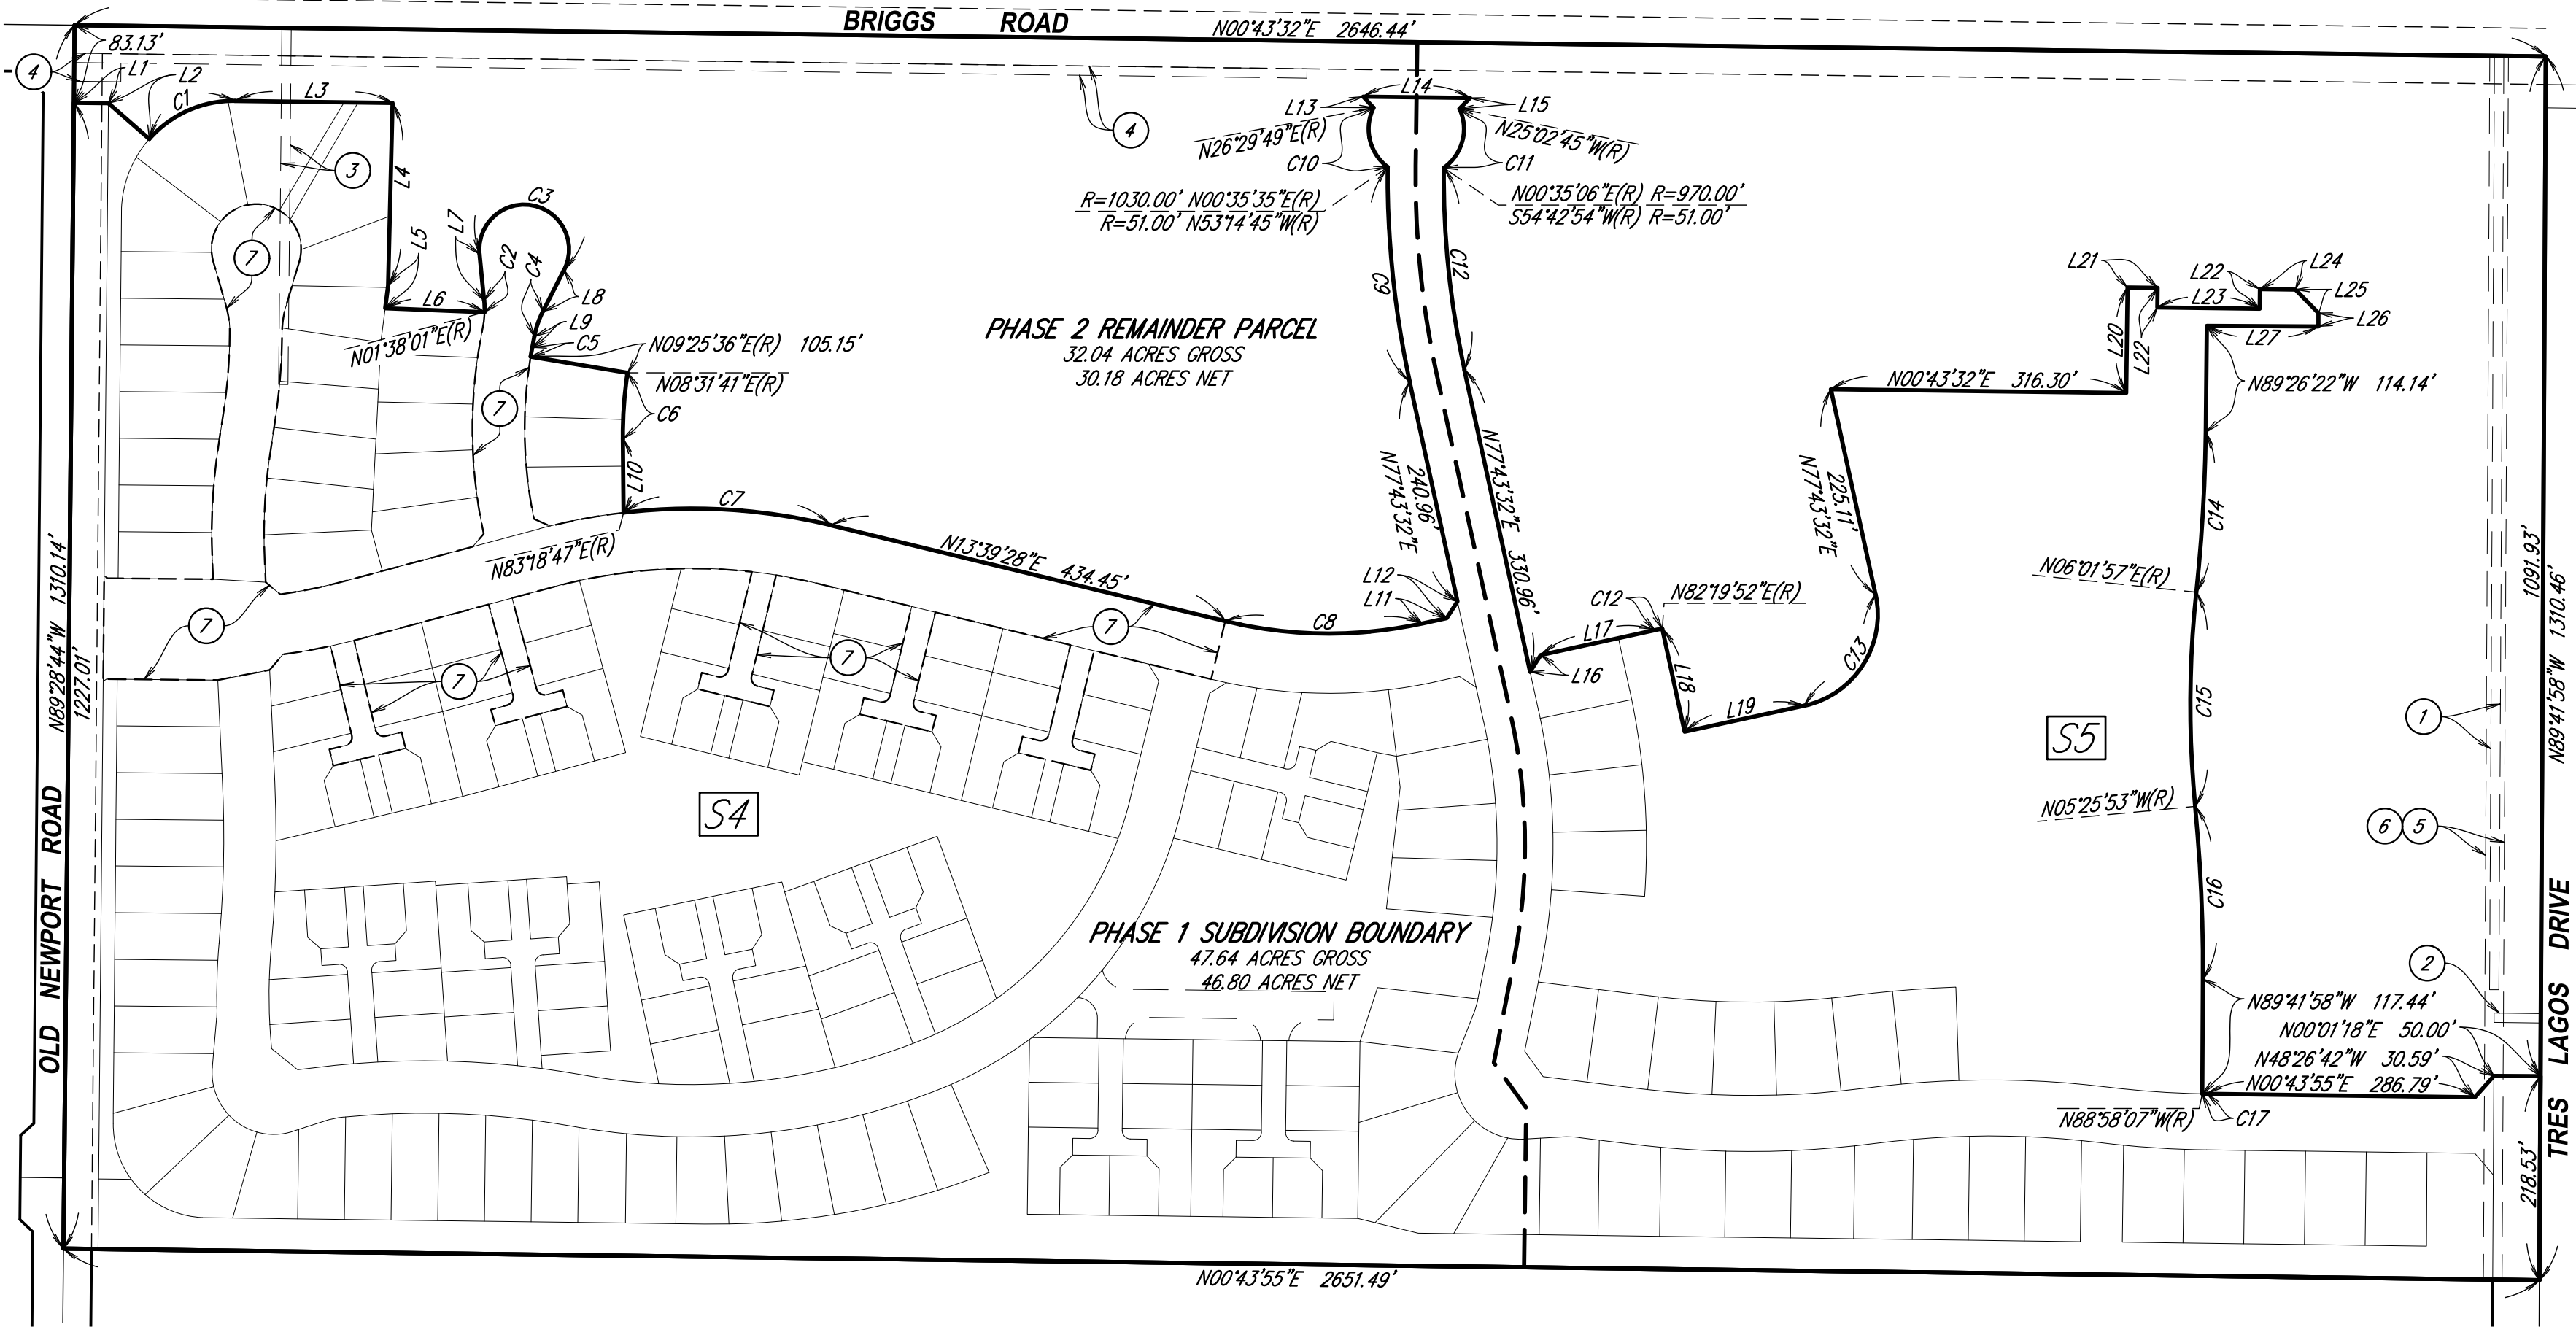 BRIGGS ROAD
N00°43'32"E 2646.44'
83.13'
4
L1
L2
C1
L3
L4
L5
L6
L7
C2
C3
C4
L8
L9
C5
3
7
N01°38'01"E(R)
N09°25'36"E(R) 105.15'
N08°31'41"E(R)
C6
7
L10
C7
N83°18'47"E(R)
4
L13
L14
L15
N26°29'49"E(R)
N25°02'45"W(R)
C10
C11
R=1030.00' N00°35'35"E(R)
R=51.00' N53°14'45"W(R)
N00°35'06"E(R) R=970.00'
S54°42'54"W(R) R=51.00'
C9
C12
PHASE 2 REMAINDER PARCEL
32.04 ACRES GROSS
30.18 ACRES NET
N13°39'28"E 434.45'
N77°43'32"E
240.96'
N77°43'32"E 330.96'
L12
L11
C8
7
7
7
7
C12
N82°19'52"E(R)
L17
L16
L18
L19
C13
N77°43'32"E
225.11'
N00°43'32"E 316.30'
L20
L21
L22
L22
L23
L24
L25
L26
L27
N89°26'22"W 114.14'
C14
N06°01'57"E(R)
C15
S5
N05°25'53"W(R)
C16
1
6
5
2
N89°41'58"W 1310.46'
1091.93'
TRES LAGOS DRIVE
S4
OLD NEWPORT ROAD
N89°28'44"W 1310.14'
1227.01'
PHASE 1 SUBDIVISION BOUNDARY
47.64 ACRES GROSS
46.80 ACRES NET
N89°41'58"W 117.44'
N00°01'18"E 50.00'
N48°26'42"W 30.59'
N00°43'55"E 286.79'
N88°58'07"W(R)
C17
218.53'
N00°43'55"E 2651.49'